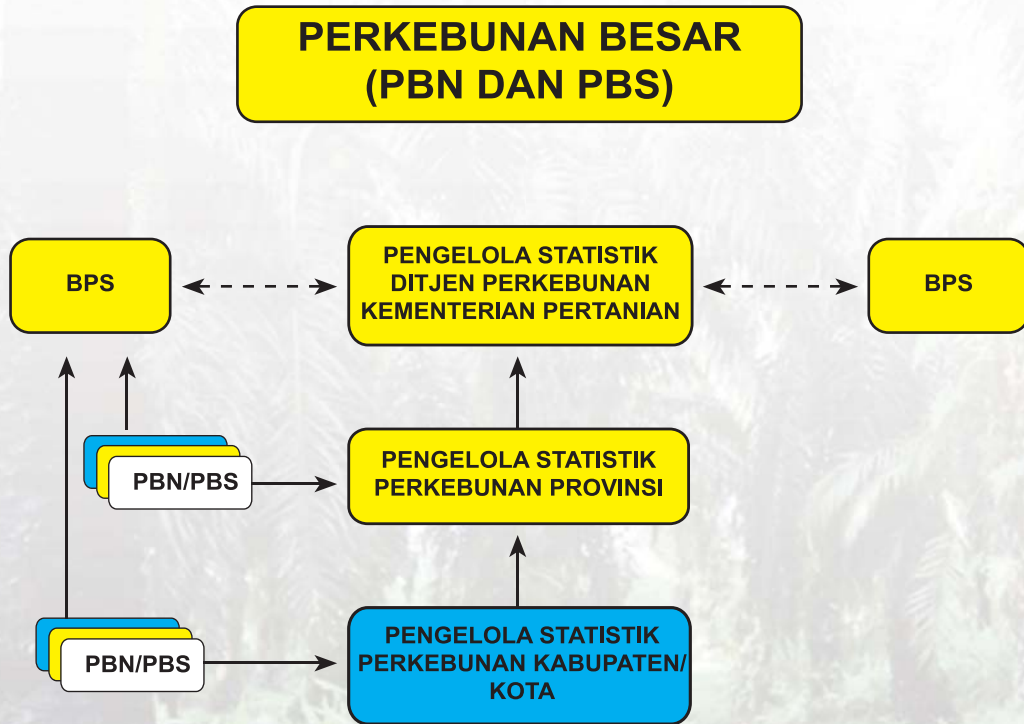 PERKEBUNAN BESAR
(PBN DAN PBS)
BPS
PENGELOLA STATISTIK
DITJEN PERKEBUNAN
KEMENTERIAN PERTANIAN
BPS
PBN/PBS
PENGELOLA STATISTIK
PERKEBUNAN PROVINSI
PBN/PBS
PENGELOLA STATISTIK
PERKEBUNAN KABUPATEN/
KOTA